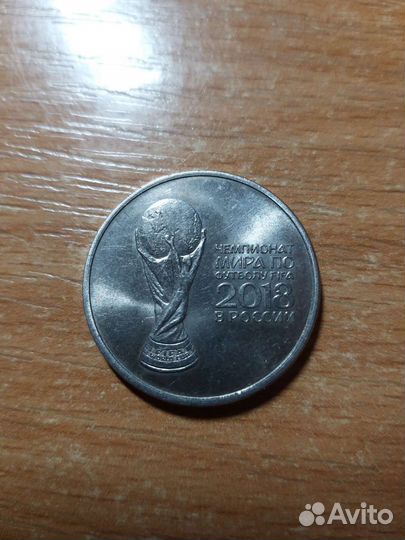 ЧЕМПИОНАТ
МИРА ПО
ФУТБОЛУ FIFA
2018
В РОССИИ
Avito